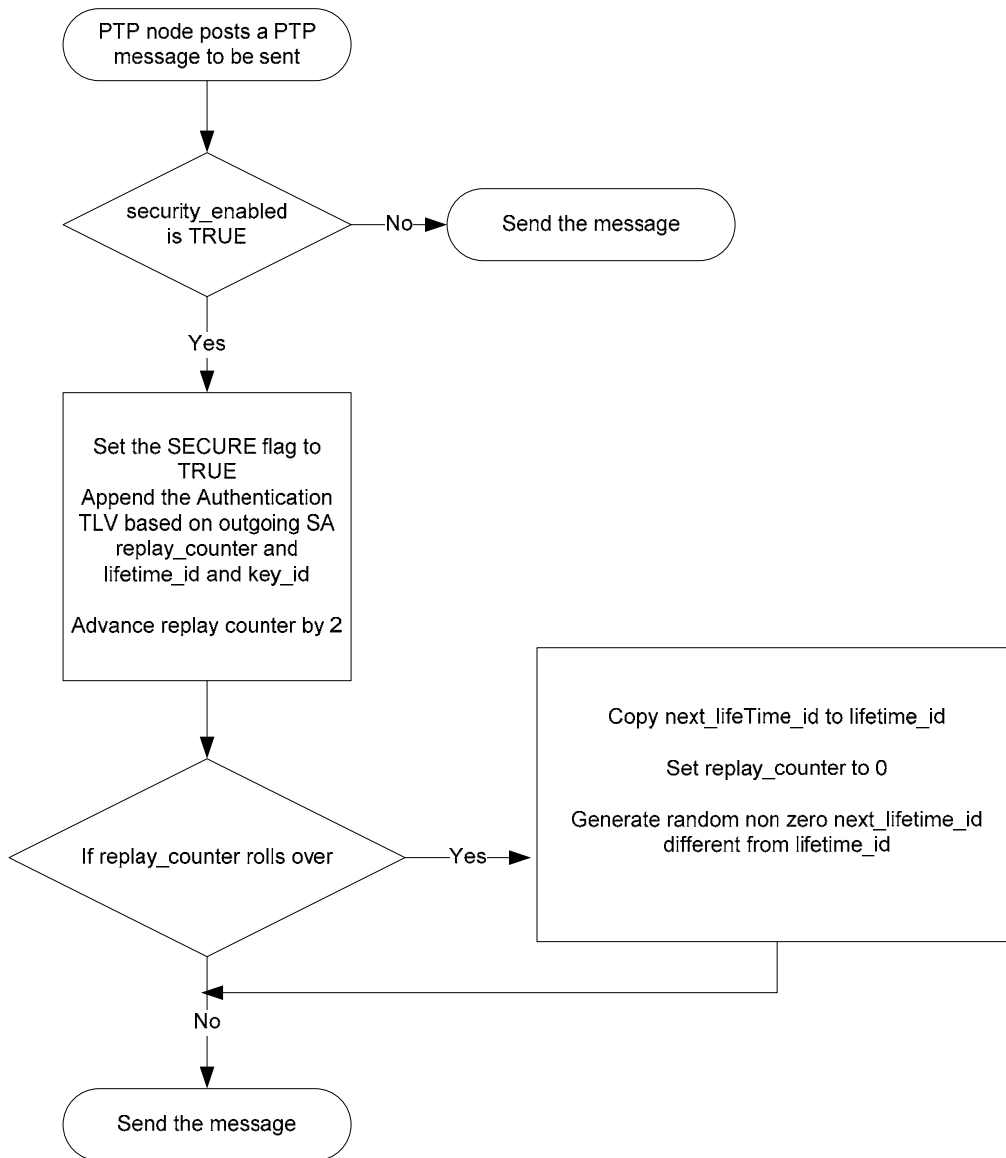 PTP node posts a PTP
message to be sent
security_enabled
is TRUE
No
Send the message
Yes
Set the SECURE flag to
TRUE
Append the Authentication
TLV based on outgoing SA
replay_counter and
lifetime_id and key_id
Advance replay counter by 2
Copy next_lifeTime_id to lifetime_id
Set replay_counter to 0
Generate random non zero next_lifetime_id
different from lifetime_id
If replay_counter rolls over
Yes
No
Send the message